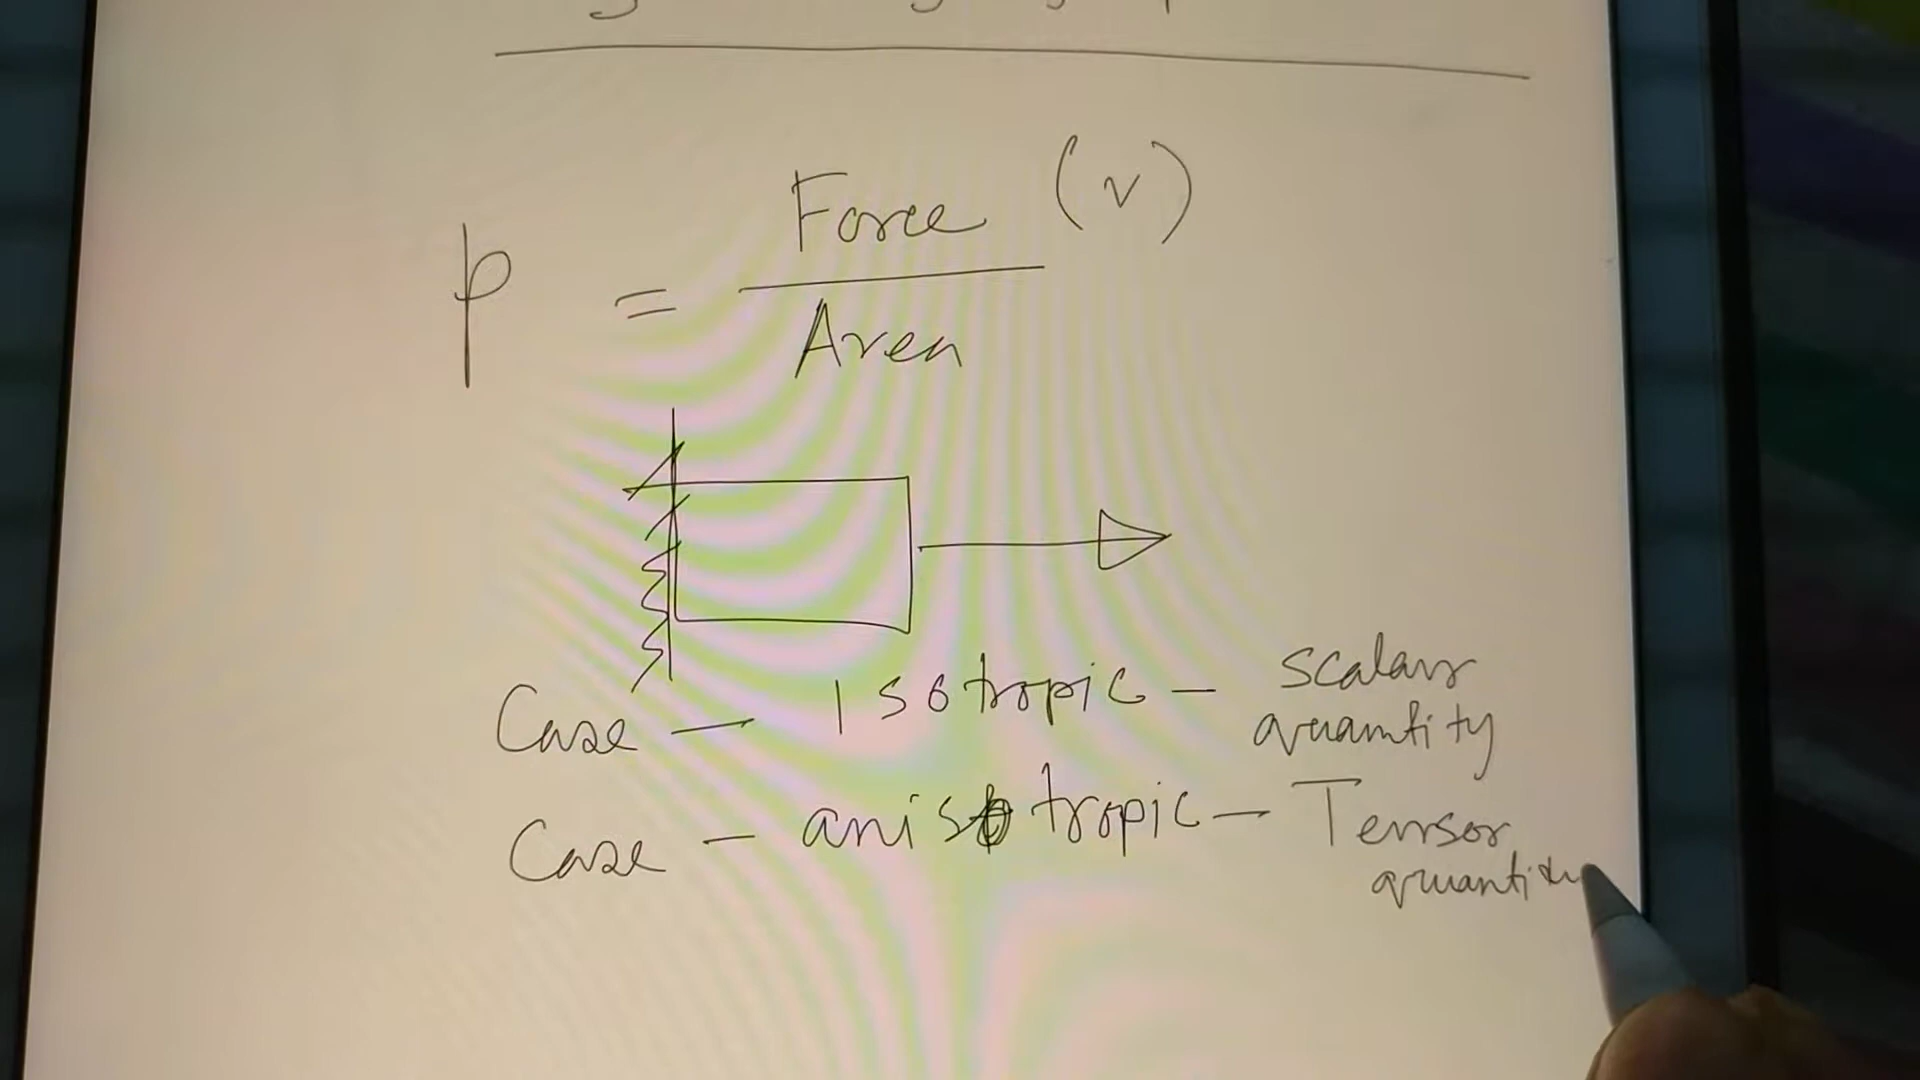 p = Force (v)
Area
Case — Isotropic — scalar
quantity
Case — anisotropic — Tensor
quantity